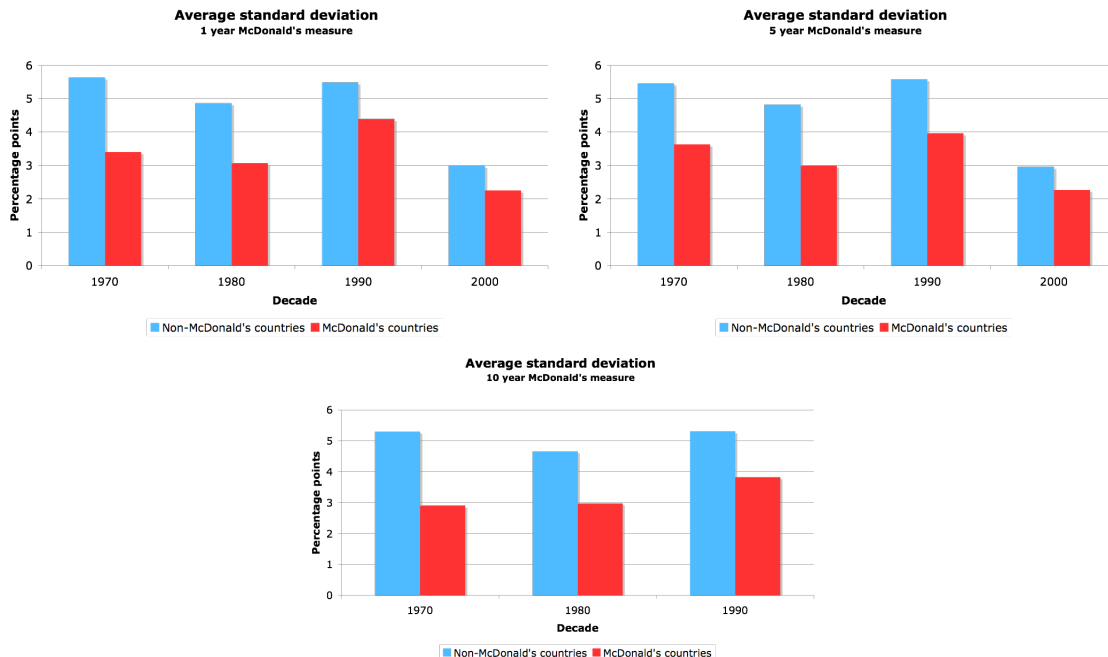 Average standard deviation
1 year McDonald's measure
Percentage points
6
5
4
3
2
1
0
1970 1980 1990 2000
Decade
Non-McDonald's countries McDonald's countries
Average standard deviation
5 year McDonald's measure
Percentage points
6
5
4
3
2
1
0
1970 1980 1990 2000
Decade
Non-McDonald's countries McDonald's countries
Average standard deviation
10 year McDonald's measure
Percentage points
6
5
4
3
2
1
0
1970 1980 1990
Decade
Non-McDonald's countries McDonald's countries